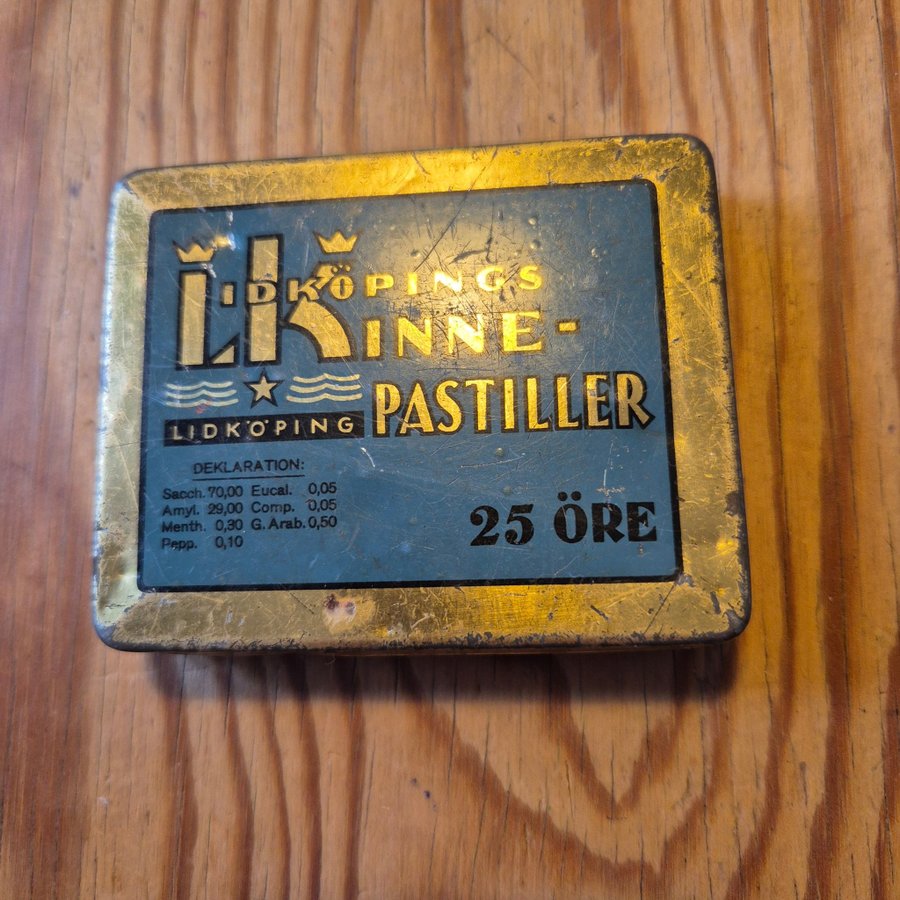 LIDKÖPINGS
KINNE-
PASTILLER
LIDKÖPING
DEKLARATION:
Sacch. 70,00 Eucal. 0,05
Amyl. 29,00 Comp. 0,05
Menth. 0,30 G. Arab. 0,50
Pepp. 0,10
25 ÖRE